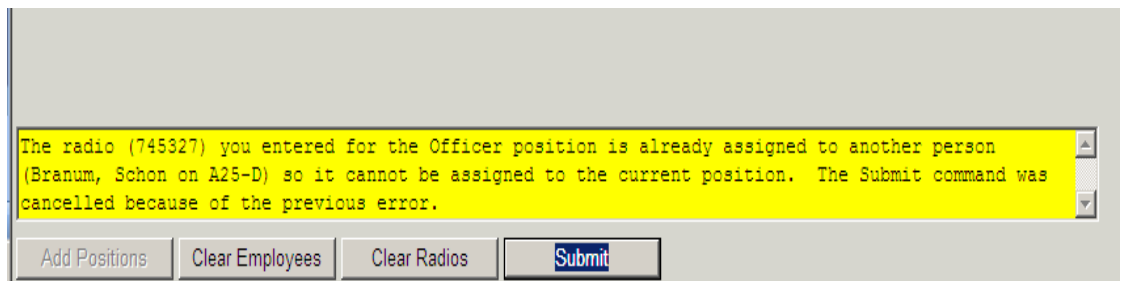 The radio (745327) you entered for the Officer position is already assigned to another person
(Branum, Schon on A25-D) so it cannot be assigned to the current position.  The Submit command was
cancelled because of the previous error.
Add Positions Clear Employees Clear Radios Submit